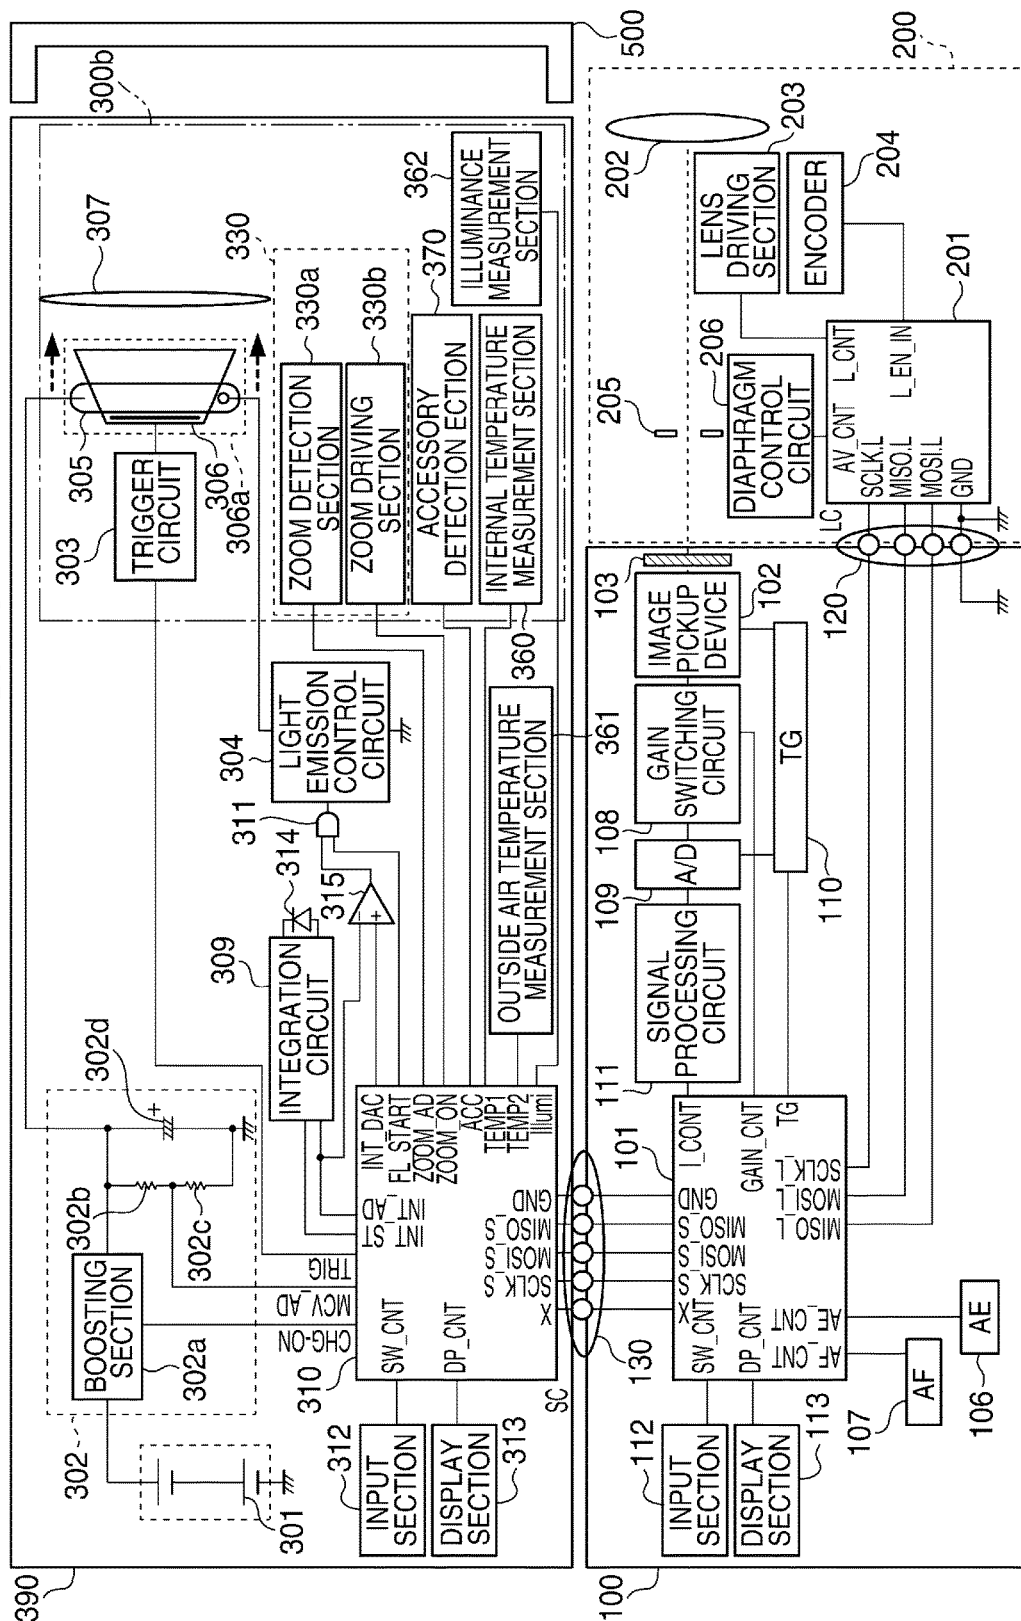 390
301
302
302a
BOOSTING
SECTION
302b
302c
302d
+
303
TRIGGER
CIRCUIT
305
306
306a
307
300b
500
309
INTEGRATION
CIRCUIT
314
315
+
311
304
LIGHT
EMISSION
CONTROL
CIRCUIT
330
330a
ZOOM DETECTION
SECTION
330b
ZOOM DRIVING
SECTION
370
ACCESSORY
DETECTION ECTION
362
ILLUMINANCE
MEASUREMENT
SECTION
360
INTERNAL TEMPERATURE
MEASUREMENT SECTION
361
OUTSIDE AIR TEMPERATURE
MEASUREMENT SECTION
310
CHG-ON
MCV_AD
TRIG
INT_ST
INT_AD
INT_DAC
FL_START
ZOOM_AD
ZOOM_ON
ACC
TEMP1
TEMP2
Illumi
SW_CNT
DP_CNT
SC
X
SCLK_S
MOSI_S
MISO_S
GND
312
INPUT
SECTION
313
DISPLAY
SECTION
130
100
101
X
SCLK_S
MOSI_S
MISO_S
GND
SW_CNT
DP_CNT
I_CONT
GAIN_CNT
TG
AF_CNT
AE_CNT
MISO_L
MOSI_L
SCLK_L
112
INPUT
SECTION
113
DISPLAY
SECTION
107
AF
106
AE
111
SIGNAL
PROCESSING
CIRCUIT
109
A/D
108
GAIN
SWITCHING
CIRCUIT
102
IMAGE
PICKUP
DEVICE
103
TG
110
120
200
202
203
LENS
DRIVING
SECTION
204
ENCODER
205
206
DIAPHRAGM
CONTROL
CIRCUIT
201
LC
AV_CNT
L_CNT
L_EN_IN
SCLK.L
MISO.L
MOSI.L
GND